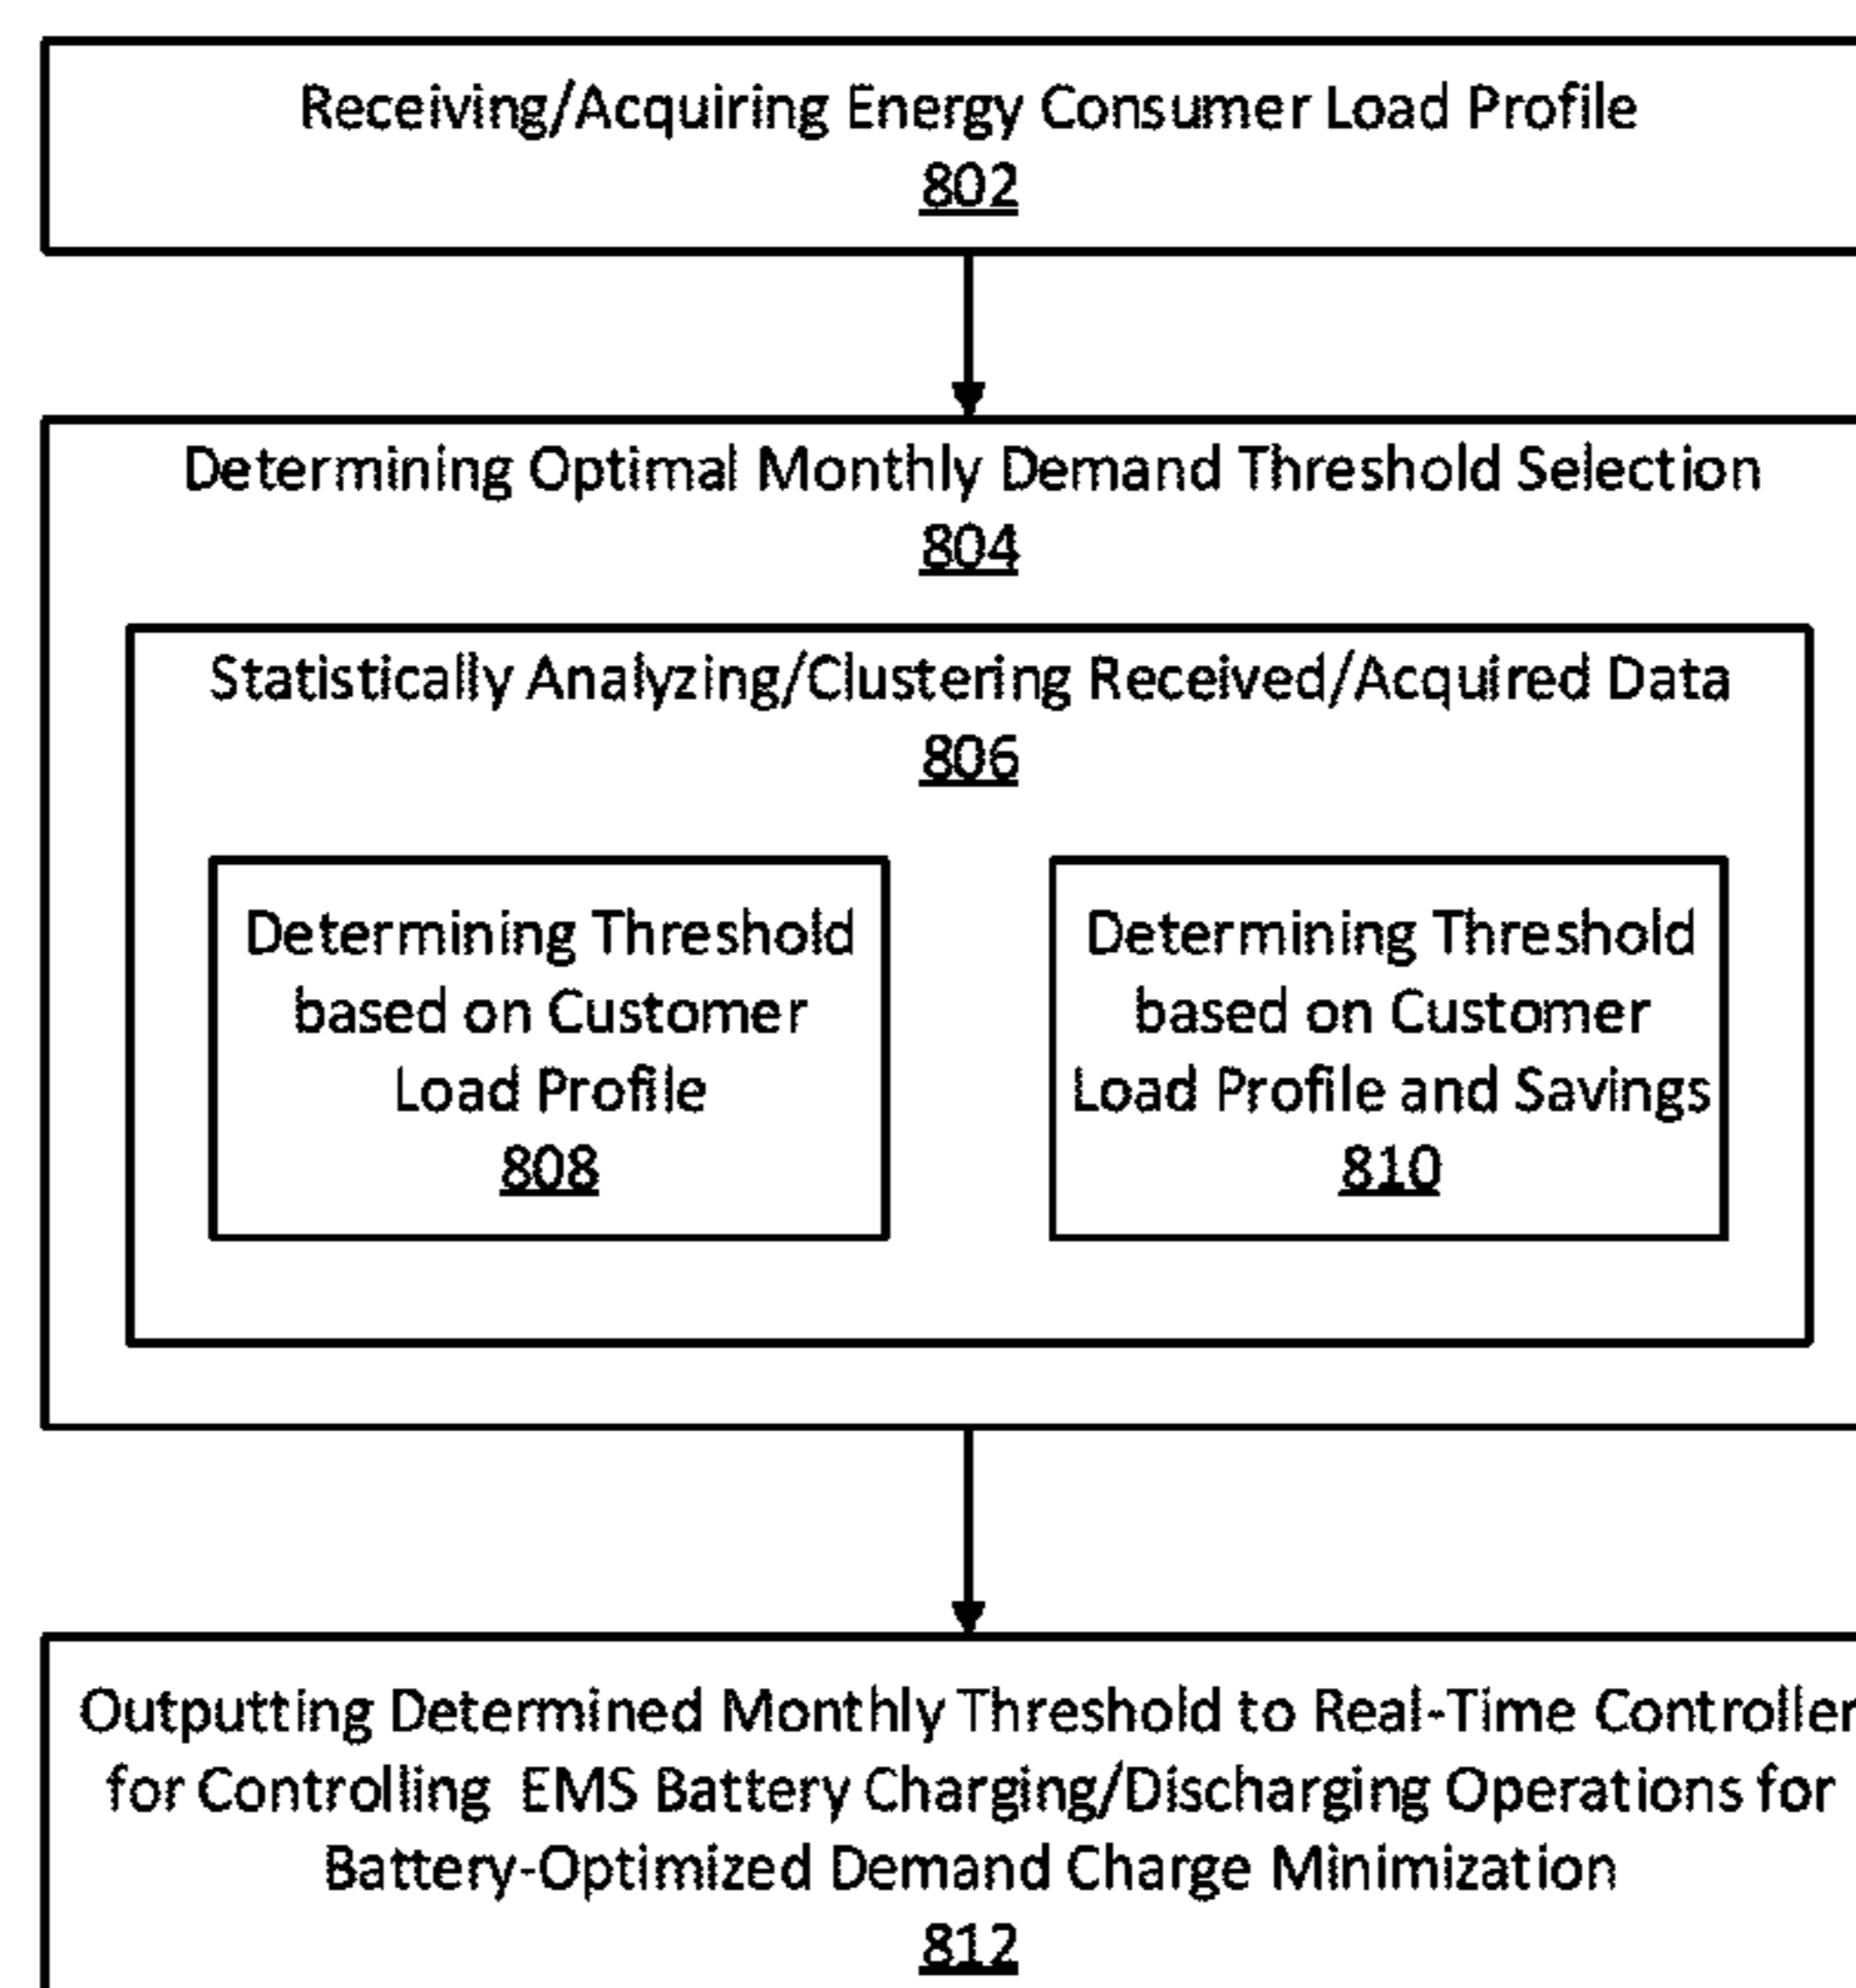 Receiving/Acquiring Energy Consumer Load Profile
802
Determining Optimal Monthly Demand Threshold Selection
804
Statistically Analyzing/Clustering Received/Acquired Data
806
Determining Threshold
based on Customer
Load Profile
808
Determining Threshold
based on Customer
Load Profile and Savings
810
Outputting Determined Monthly Threshold to Real-Time Controller
for Controlling EMS Battery Charging/Discharging Operations for
Battery-Optimized Demand Charge Minimization
812